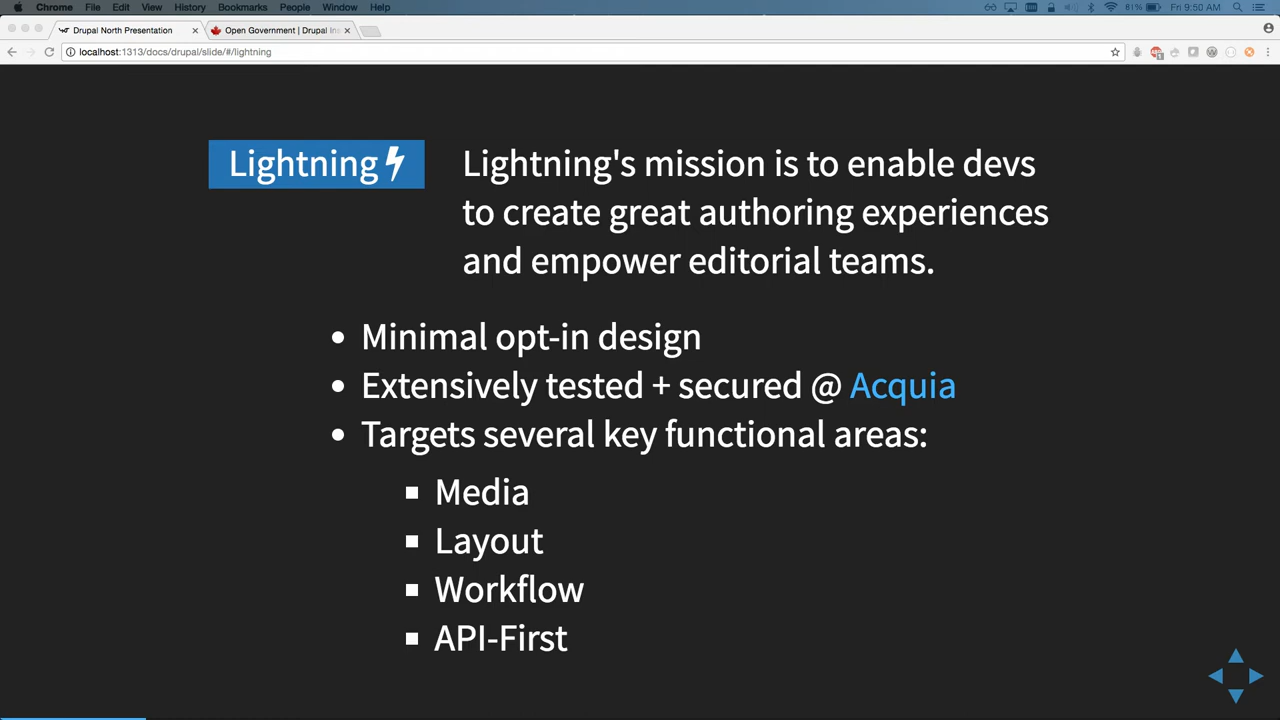 Chrome File Edit View History Bookmarks People Window Help 81% Fri 9:50 AM
Drupal North Presentation Open Government | Drupal Ins
localhost:1313/docs/drupal/slide/#/lightning
Lightning
Lightning's mission is to enable devs
to create great authoring experiences
and empower editorial teams.
Minimal opt-in design
Extensively tested + secured @ Acquia
Targets several key functional areas:
Media
Layout
Workflow
API-First